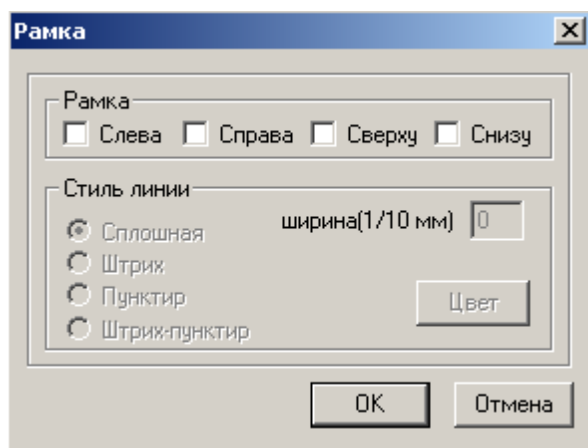 Рамка
Рамка
Слева Справа Сверху Снизу
Стиль линии
ширина(1/10 мм) 0
Сплошная
Штрих
Пунктир
Цвет
Штрих-пунктир
OK Отмена